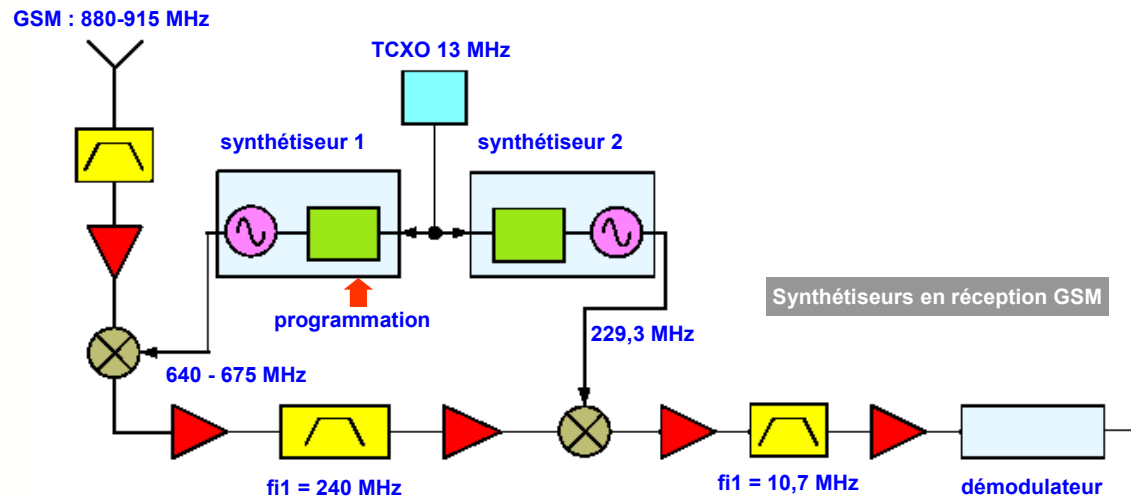 GSM : 880-915 MHz
TCXO 13 MHz
synthétiseur 1
synthétiseur 2
Synthétiseurs en réception GSM
programmation
229,3 MHz
640 - 675 MHz
fi1 = 240 MHz
fi1 = 10,7 MHz
démodulateur